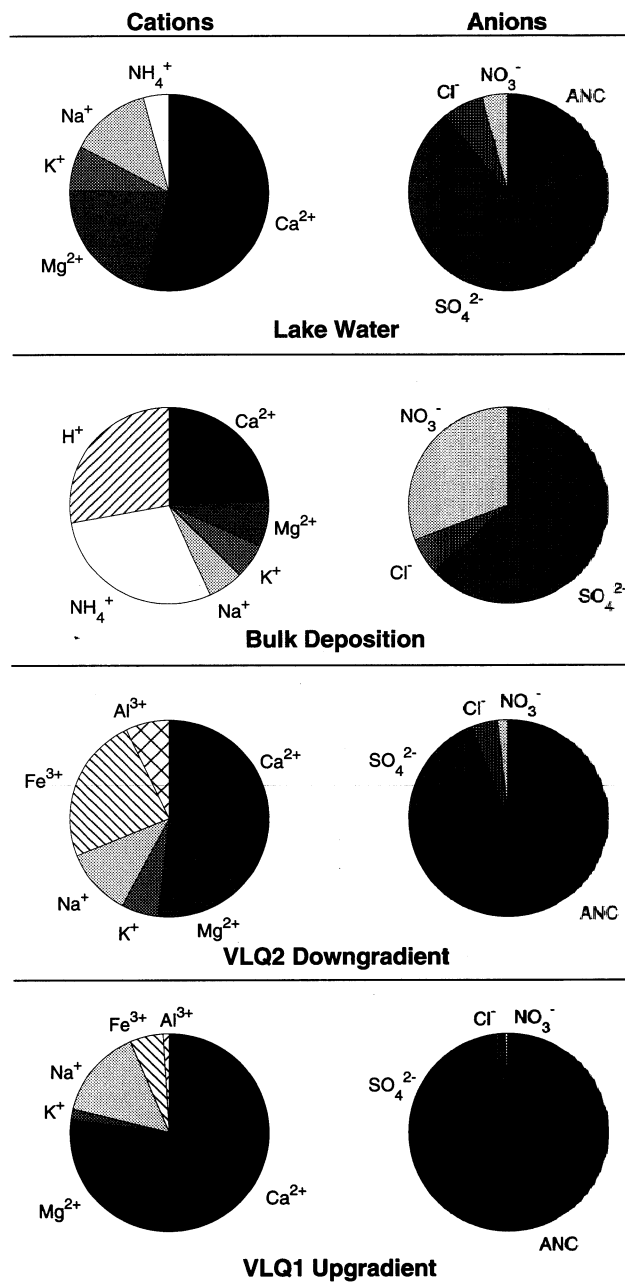 Cations Anions
NH₄⁺ NO₃⁻
Cl⁻ ANC
Na⁺
K⁺
Ca²⁺
Mg²⁺
SO₄²⁻
Lake Water
NO₃⁻
H⁺ Ca²⁺
Mg²⁺
K⁺ Cl⁻
NH₄⁺ Na⁺ SO₄²⁻
Bulk Deposition
Al³⁺ Cl⁻ NO₃⁻
Ca²⁺ SO₄²⁻
Fe³⁺
Na⁺ ANC
K⁺ Mg²⁺
VLQ2 Downgradient
Fe³⁺ Al³⁺ Cl⁻ NO₃⁻
Na⁺ SO₄²⁻
K⁺
Mg²⁺ Ca²⁺
ANC
VLQ1 Upgradient